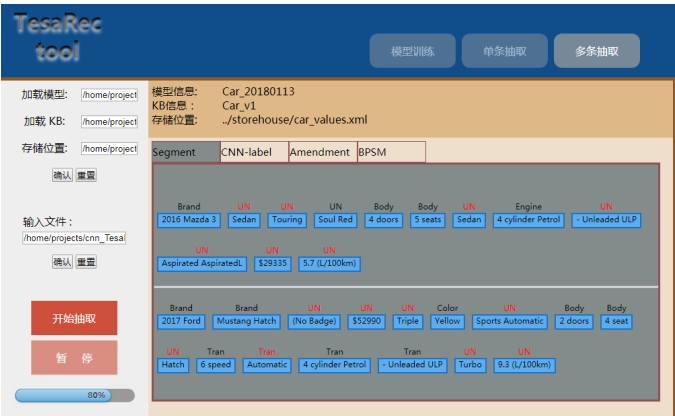 TesaRec
tool
模型训练
单条抽取
多条抽取
加载模型: /home/project
加载 KB: /home/project
存储位置: /home/project
确认 重置
输入文件：
/home/projects/cnn_Tesal
确认 重置
开始抽取
暂 停
80%
模型信息: Car_20180113
KB信息： Car_v1
存储位置: ../storehouse/car_values.xml
Segment CNN-label Amendment BPSM
Brand UN UN UN Body Body UN Engine UN
2016 Mazda 3 Sedan Touring Soul Red 4 doors 5 seats Sedan 4 cylinder Petrol - Unleaded ULP
UN UN UN
Aspirated AspiratedL $29335 5.7 (L/100km)
Brand Brand UN UN UN Color UN Body Body
2017 Ford Mustang Hatch (No Badge) $52990 Triple Yellow Sports Automatic 2 doors 4 seat
UN Tran Tran Tran Tran UN UN
Hatch 6 speed Automatic 4 cylinder Petrol - Unleaded ULP Turbo 9.3 (L/100km)